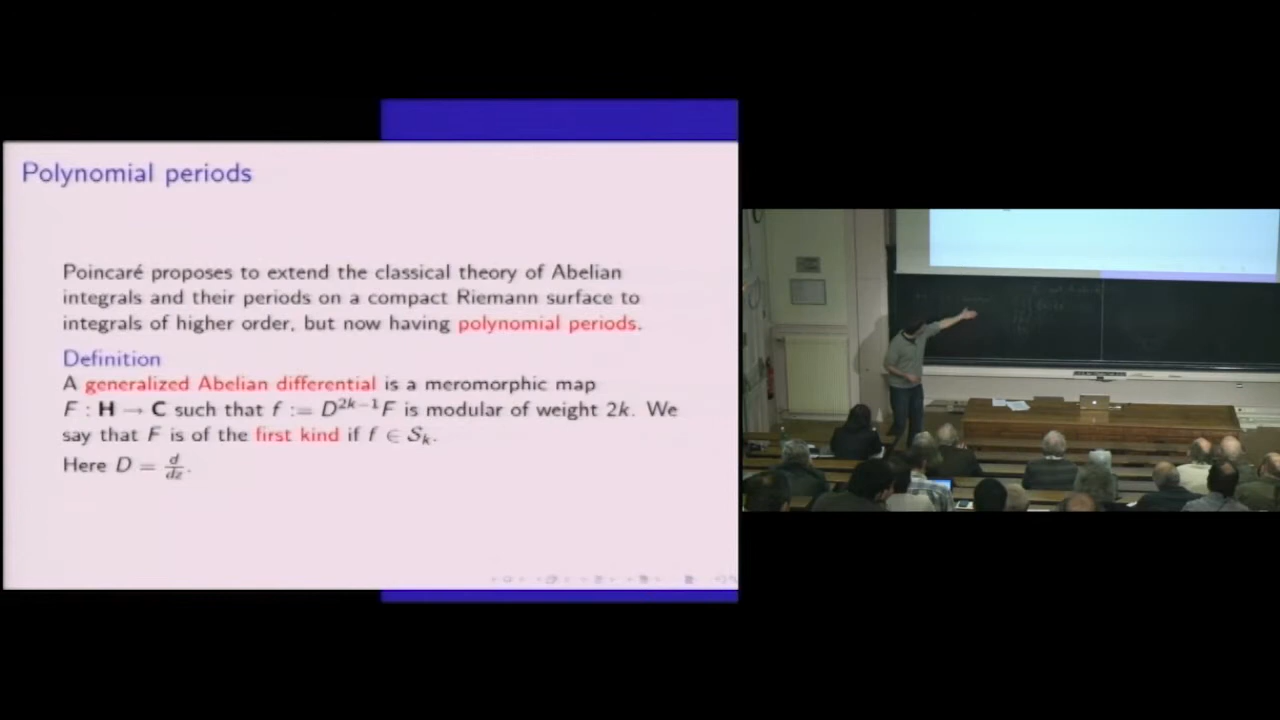 Polynomial periods
Poincaré proposes to extend the classical theory of Abelian
integrals and their periods on a compact Riemann surface to
integrals of higher order, but now having polynomial periods.
Definition
A generalized Abelian differential is a meromorphic map
F : H → C such that f := D^{2k−1}F is modular of weight 2k. We
say that F is of the first kind if f ∈ S_k.
Here D = d/dz.